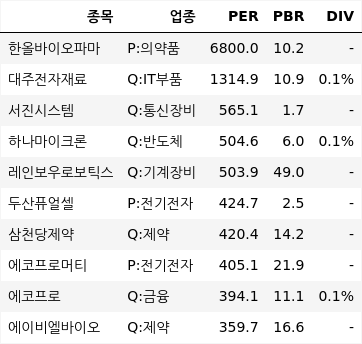 종목 업종 PER PBR DIV
한올바이오파마 P:의약품 6800.0 10.2 -
대주전자재료 Q:IT부품 1314.9 10.9 0.1%
서진시스템 Q:통신장비 565.1 1.7 -
하나마이크론 Q:반도체 504.6 6.0 0.1%
레인보우로보틱스 Q:기계장비 503.9 49.0 -
두산퓨얼셀 P:전기전자 424.7 2.5 -
삼천당제약 Q:제약 420.4 14.2 -
에코프로머티 P:전기전자 405.1 21.9 -
에코프로 Q:금융 394.1 11.1 0.1%
에이비엘바이오 Q:제약 359.7 16.6 -